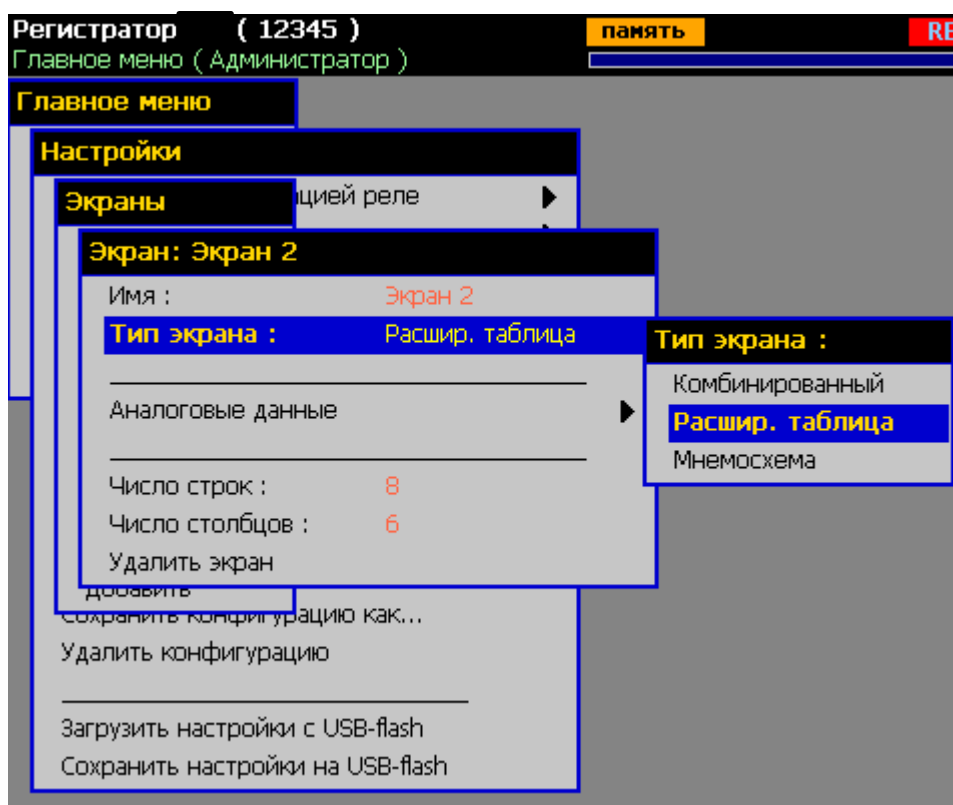 Регистратор ( 12345 ) память
Главное меню ( Администратор )
Главное меню
Настройки
реле
Экраны
Экран: Экран 2
Имя : Экран 2
Тип экрана : Расшир. таблица
Тип экрана :
Комбинированный
Расшир. таблица
Мнемосхема
Аналоговые данные
Число строк : 8
Число столбцов : 6
Удалить экран
Добавить
Сохранить конфигурацию как...
Удалить конфигурацию
Загрузить настройки с USB-flash
Сохранить настройки на USB-flash